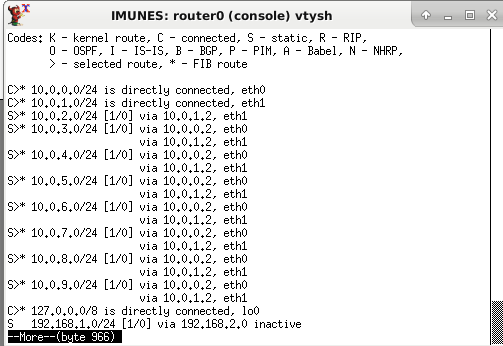 IMUNES: router0 (console) vtysh
Codes: K - kernel route, C - connected, S - static, R - RIP,
       O - OSPF, I - IS-IS, B - BGP, P - PIM, A - Babel, N - NHRP,
       > - selected route, * - FIB route

C>* 10.0.0.0/24 is directly connected, eth0
C>* 10.0.1.0/24 is directly connected, eth1
S>* 10.0.2.0/24 [1/0] via 10.0.1.2, eth1
S>* 10.0.3.0/24 [1/0] via 10.0.0.2, eth0
                      via 10.0.1.2, eth1
S>* 10.0.4.0/24 [1/0] via 10.0.0.2, eth0
                      via 10.0.1.2, eth1
S>* 10.0.5.0/24 [1/0] via 10.0.0.2, eth0
                      via 10.0.1.2, eth1
S>* 10.0.6.0/24 [1/0] via 10.0.0.2, eth0
                      via 10.0.1.2, eth1
S>* 10.0.7.0/24 [1/0] via 10.0.0.2, eth0
                      via 10.0.1.2, eth1
S>* 10.0.8.0/24 [1/0] via 10.0.0.2, eth0
                      via 10.0.1.2, eth1
S>* 10.0.9.0/24 [1/0] via 10.0.0.2, eth0
                      via 10.0.1.2, eth1
C>* 127.0.0.0/8 is directly connected, lo0
S   192.168.1.0/24 [1/0] via 192.168.2.0 inactive
--More--(byte 966)